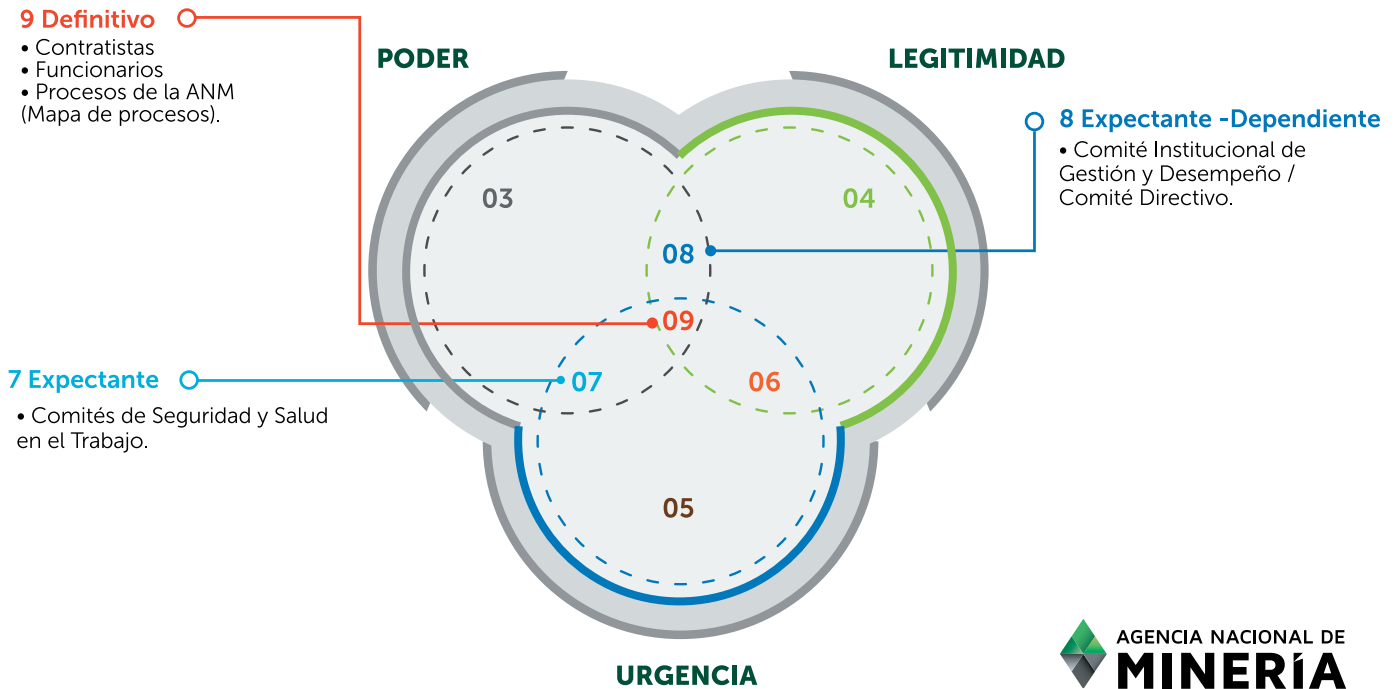 9 Definitivo
• Contratistas
• Funcionarios
• Procesos de la ANM
(Mapa de procesos).
PODER
LEGITIMIDAD
8 Expectante -Dependiente
• Comité Institucional de
Gestión y Desempeño /
Comité Directivo.
03
04
08
09
7 Expectante
• Comités de Seguridad y Salud
en el Trabajo.
07
06
05
URGENCIA
AGENCIA NACIONAL DE
MINERÍA